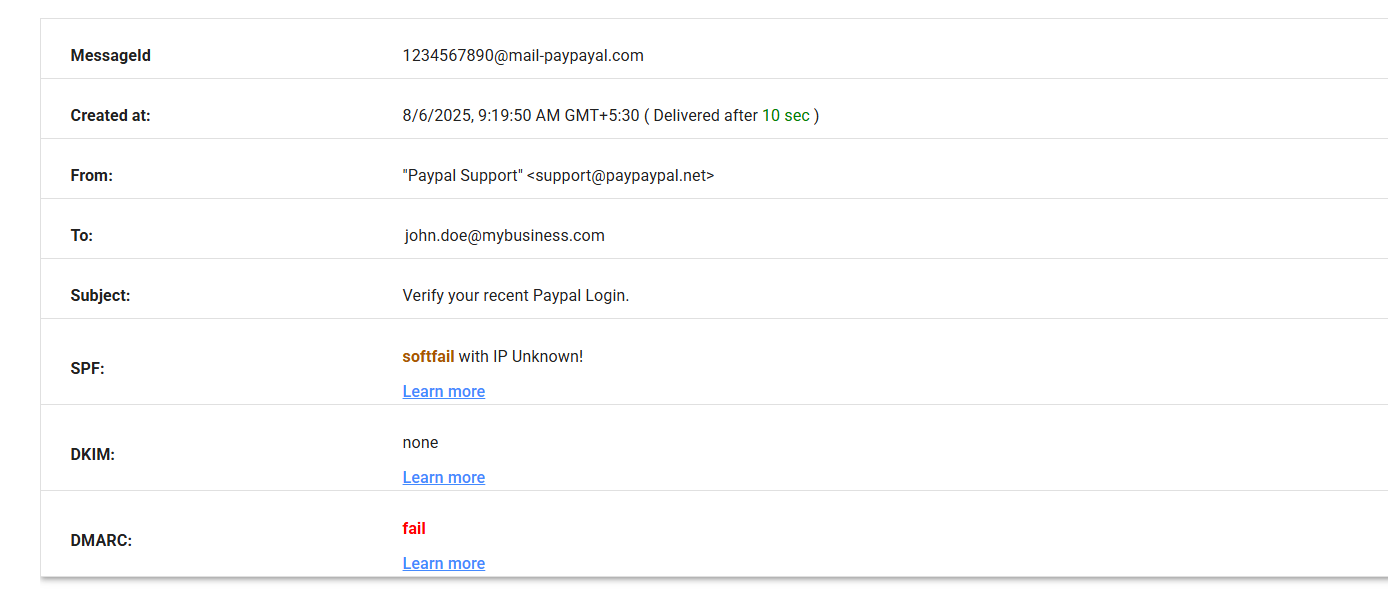 MessageId 1234567890@mail-paypayal.com
Created at: 8/6/2025, 9:19:50 AM GMT+5:30 ( Delivered after 10 sec )
From: "Paypal Support" <support@paypaypal.net>
To: john.doe@mybusiness.com
Subject: Verify your recent Paypal Login.
SPF: softfail with IP Unknown!
Learn more
DKIM: none
Learn more
DMARC: fail
Learn more